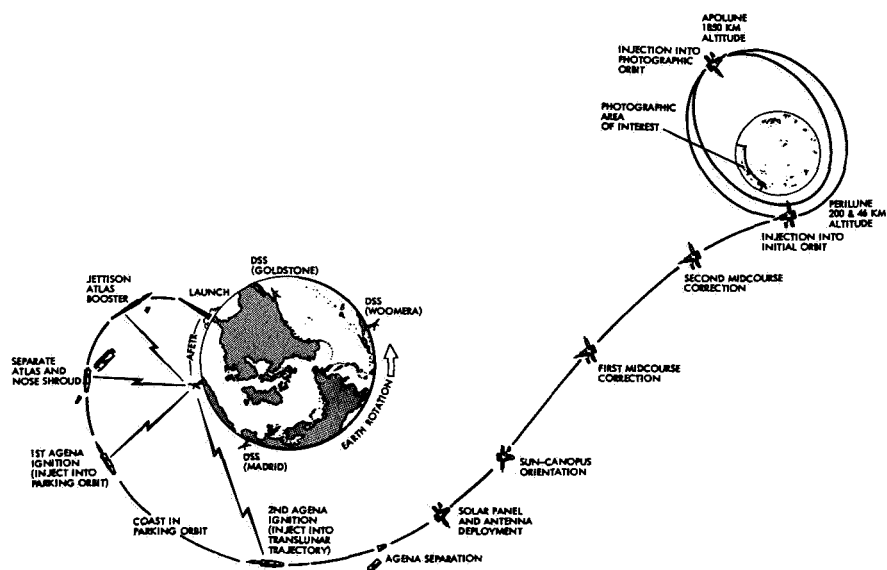 APOLUNE
1850 KM
ALTITUDE
INJECTION INTO
PHOTOGRAPHIC
ORBIT
PHOTOGRAPHIC
AREA
OF INTEREST
PERILUNE
200 & 46 KM
ALTITUDE
INJECTION INTO
INITIAL ORBIT
SECOND MIDCOURSE
CORRECTION
FIRST MIDCOURSE
CORRECTION
SUN-CANOPUS
ORIENTATION
SOLAR PANEL
AND ANTENNA
DEPLOYMENT
AGENA SEPARATION
2ND AGENA
IGNITION
(INJECT INTO
TRANSLUNAR
TRAJECTORY)
COAST IN
PARKING ORBIT
1ST AGENA
IGNITION
(INJECT INTO
PARKING ORBIT)
SEPARATE
ATLAS AND
NOSE SHROUD
JETTISON
ATLAS
BOOSTER
LAUNCH
AFETR
DSS
(GOLDSTONE)
DSS
(WOOMERA)
DSS
(MADRID)
EARTH ROTATION